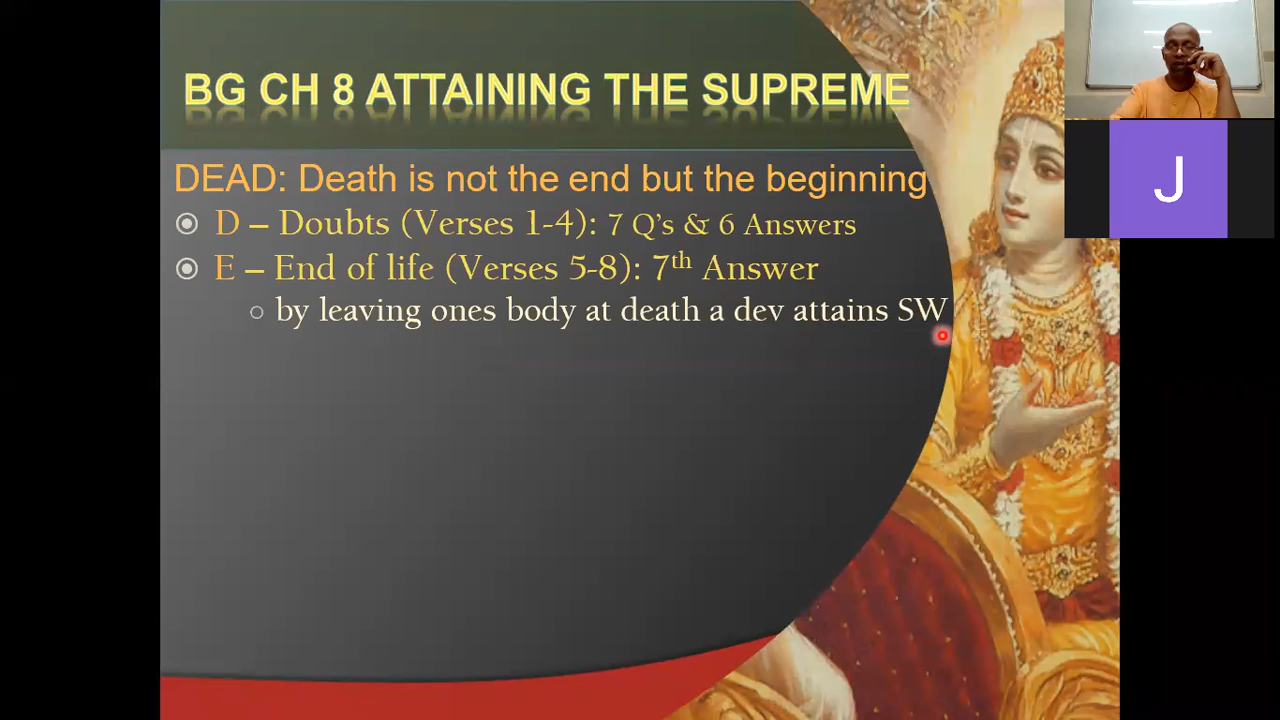 BG CH 8 ATTAINING THE SUPREME
DEAD: Death is not the end but the beginning
D – Doubts (Verses 1-4): 7 Q's & 6 Answers
E – End of life (Verses 5-8): 7th Answer
by leaving ones body at death a dev attains SW
J